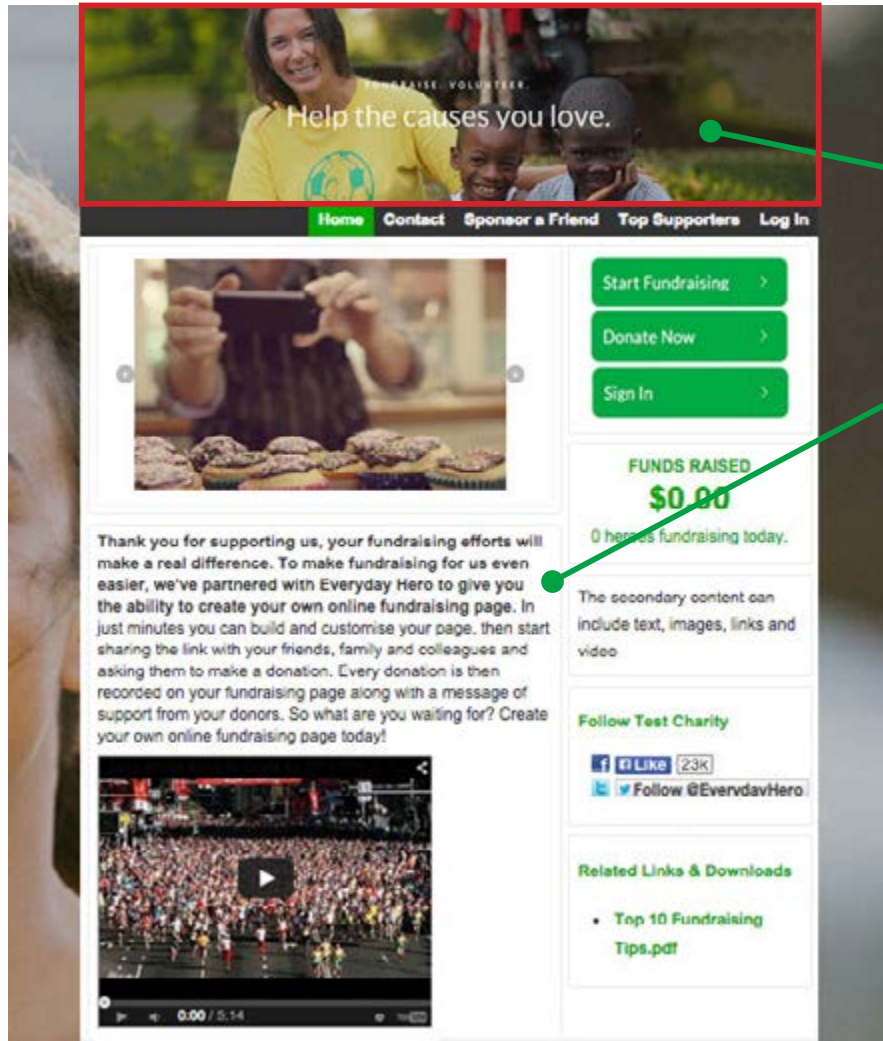 FUNDRAISE. VOLUNTEER.
Help the causes you love.
Home Contact Sponsor a Friend Top Supporters Log In
Start Fundraising
Donate Now
Sign In
FUNDS RAISED
$0.00
0 heroes fundraising today.
Thank you for supporting us, your fundraising efforts will
make a real difference. To make fundraising for us even
easier, we've partnered with Everyday Hero to give you
the ability to create your own online fundraising page. In
just minutes you can build and customise your page, then start
sharing the link with your friends, family and colleagues and
asking them to make a donation. Every donation is then
recorded on your fundraising page along with a message of
support from your donors. So what are you waiting for? Create
your own online fundraising page today!
0:00 / 5:14
The secondary content can
include text, images, links and
video
Follow Test Charity
Like 23K
Follow @EverydayHero
Related Links & Downloads
• Top 10 Fundraising
Tips.pdf